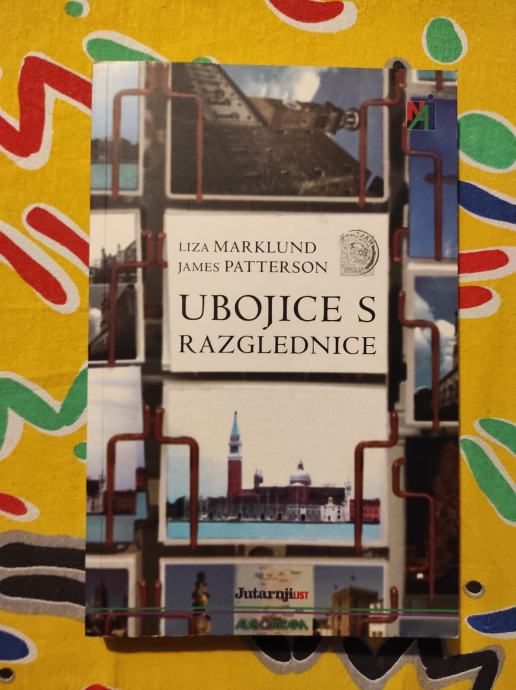 LIZA MARKLUND
JAMES PATTERSON
UBOJICE S
RAZGLEDNICE
Jutarnji LIST
ALGORITAM